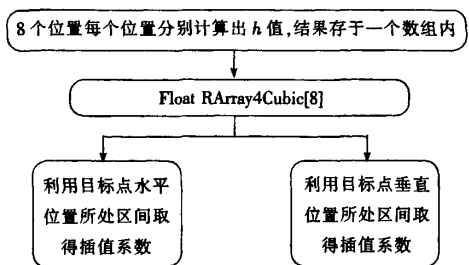 8个位置每个位置分别计算出h值,结果存于一个数组内
Float RArray4Cubic[8]
利用目标点水平
位置所处区间取
得插值系数
利用目标点垂直
位置所处区间取
得插值系数